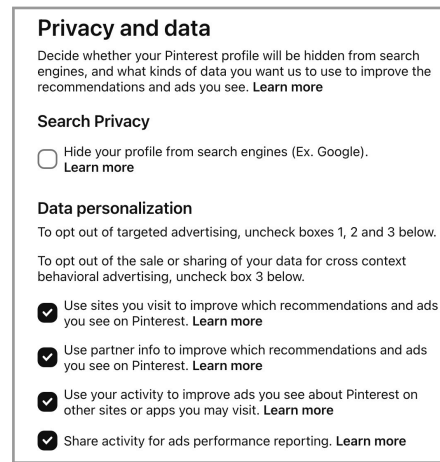 Privacy and data
Decide whether your Pinterest profile will be hidden from search
engines, and what kinds of data you want us to use to improve the
recommendations and ads you see. Learn more
Search Privacy
Hide your profile from search engines (Ex. Google).
Learn more
Data personalization
To opt out of targeted advertising, uncheck boxes 1, 2 and 3 below.
To opt out of the sale or sharing of your data for cross context
behavioral advertising, uncheck box 3 below.
Use sites you visit to improve which recommendations and ads
you see on Pinterest. Learn more
Use partner info to improve which recommendations and ads
you see on Pinterest. Learn more
Use your activity to improve ads you see about Pinterest on
other sites or apps you may visit. Learn more
Share activity for ads performance reporting. Learn more